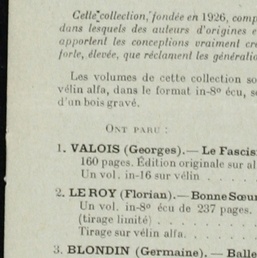 Cette collection, fondée en 1926, comp
dans lesquels des auteurs d'origines e
apportent les conceptions vraiment cr
forte, élevée, que réclament les génératio
Les volumes de cette collection so
vélin alfa, dans le format in-8º écu, s
d'un bois gravé.
ONT PARU :
1. VALOIS (Georges). — Le Fascis
160 pages. Édition originale sur al
Un vol. in-16 sur vélin . .
2. LE ROY (Florian). — Bonne Sœur
Un vol. in-8º écu de 237 pages.
(tirage limité) . . . . . .
Tirage sur vélin alfa. . . . .
3. BLONDIN (Germaine). — Balle